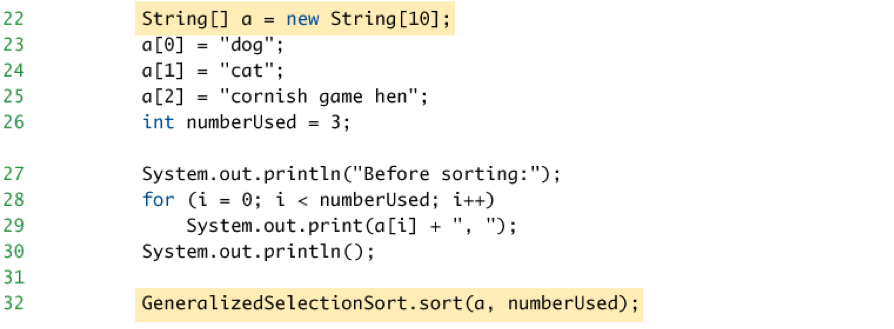 22 String[] a = new String[10];
23 a[0] = "dog";
24 a[1] = "cat";
25 a[2] = "cornish game hen";
26 int numberUsed = 3;
27 System.out.println("Before sorting:");
28 for (i = 0; i < numberUsed; i++)
29 System.out.print(a[i] + ", ");
30 System.out.println();
31
32 GeneralizedSelectionSort.sort(a, numberUsed);